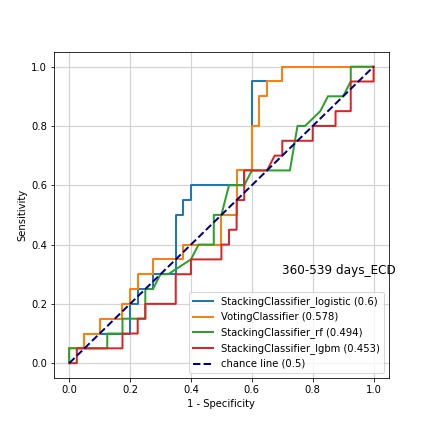 1.0
0.8
0.6
0.4
0.2
0.0
Sensitivity
360-539 days_ECD
StackingClassifier_logistic (0.6)
VotingClassifier (0.578)
StackingClassifier_rf (0.494)
StackingClassifier_lgbm (0.453)
chance line (0.5)
0.0 0.2 0.4 0.6 0.8 1.0
1 - Specificity